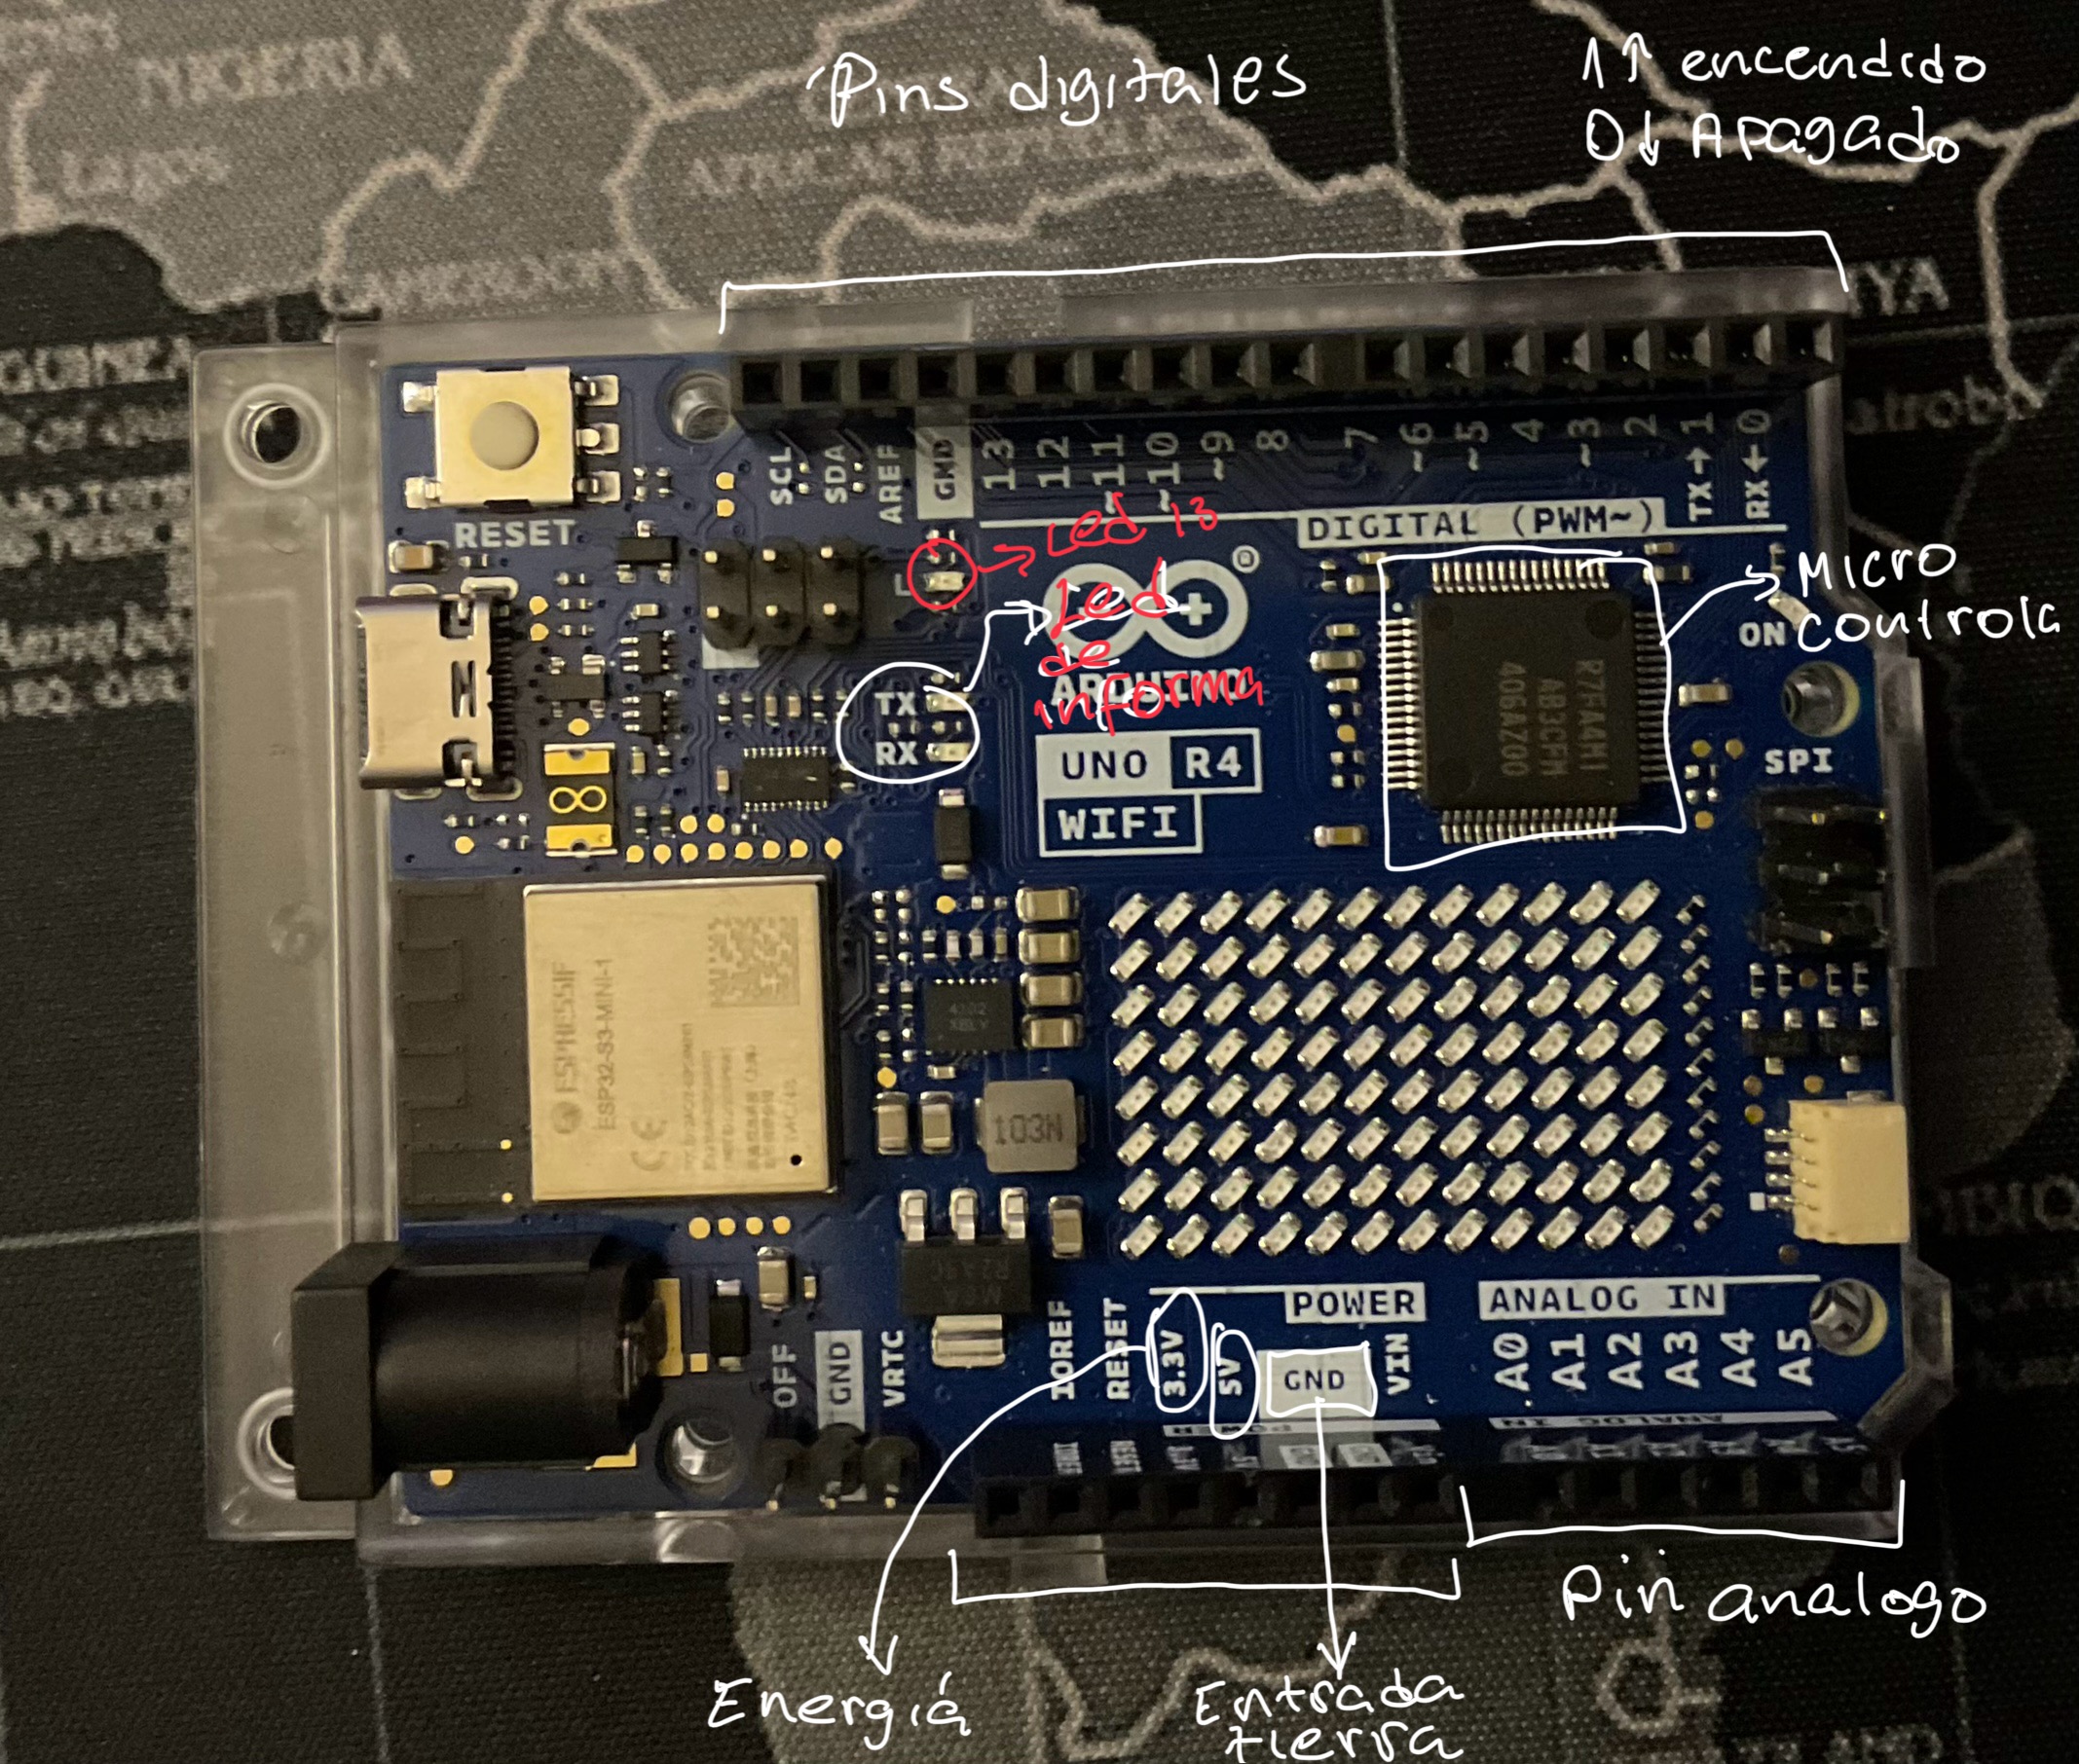 NIGERIA
Pins digitales
1↑ encendido
0↓ Apagado
SCL
SDA
AREF
GND
13
12
~11
~10
~9
8
7
~6
~5
4
~3
2
TX→1
RX←0
RESET
DIGITAL (PWM~)
Led 13
Led
de
informa
ARDUINO
TX
RX
UNO R4
WIFI
R7FA4M1
AB3CFM
406AZ00
Micro
controla
ON
SPI
ESPRESSIF
ESP32-S3-MINI-1
CE
103N
OFF
GND
VRTC
IOREF
RESET
3.3V
5V
GND
VIN
POWER
ANALOG IN
A0
A1
A2
A3
A4
A5
POWER
ANALOG IN
Energiá
Entrada
tierra
Pin analogo